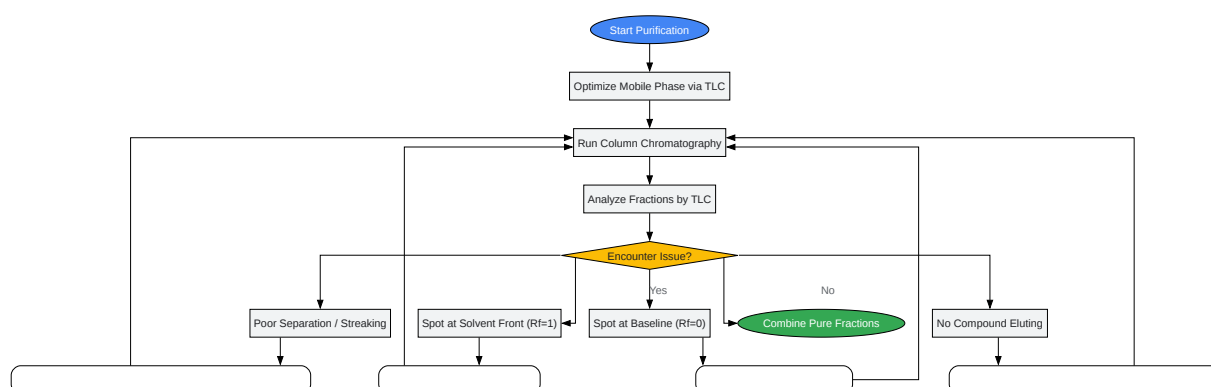 Start Purification
Optimize Mobile Phase via TLC
Run Column Chromatography
Analyze Fractions by TLC
Encounter Issue?
Yes
No
Poor Separation / Streaking
Spot at Solvent Front (Rf=1)
Spot at Baseline (Rf=0)
Combine Pure Fractions
No Compound Eluting